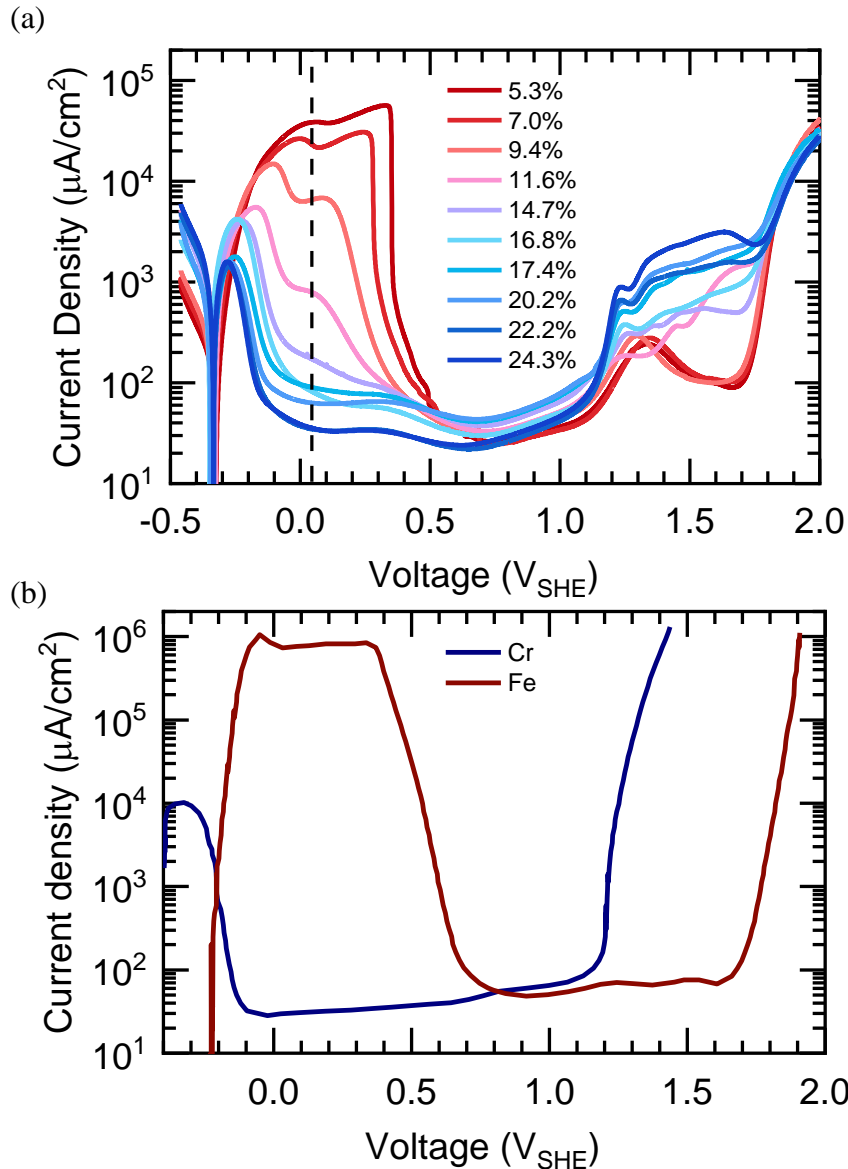 (a)
10^5
10^4
10^3
10^2
10^1
Current Density (μA/cm^2)
5.3%
7.0%
9.4%
11.6%
14.7%
16.8%
17.4%
20.2%
22.2%
24.3%
-0.5 0.0 0.5 1.0 1.5 2.0
Voltage (V_SHE)
(b)
10^6
10^5
10^4
10^3
10^2
10^1
Current density (μA/cm^2)
Cr
Fe
0.0 0.5 1.0 1.5 2.0
Voltage (V_SHE)